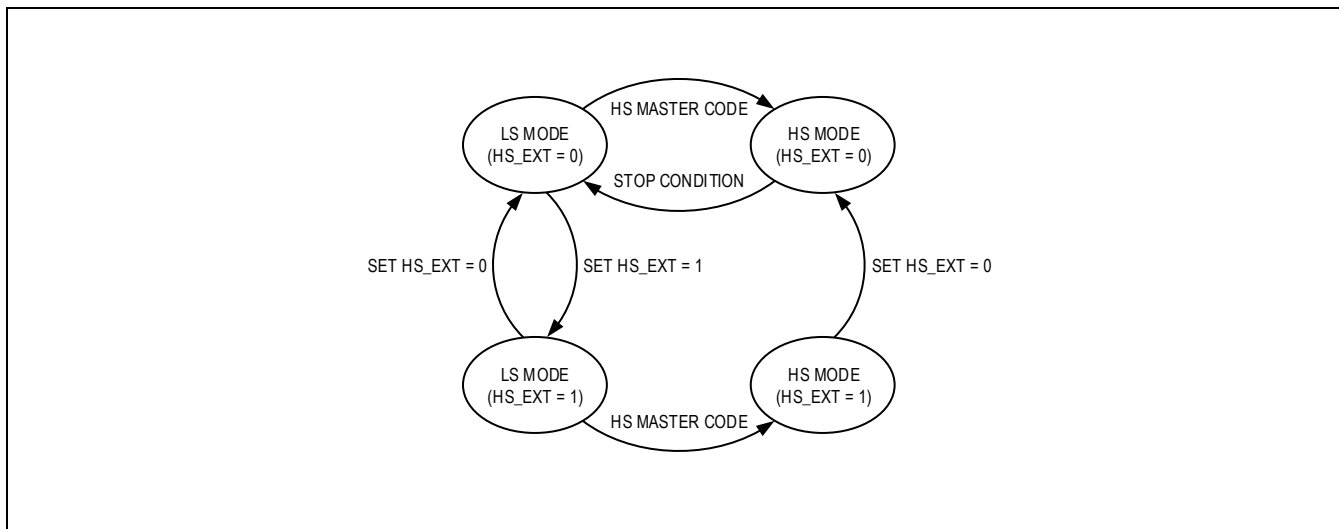 HS MASTER CODE
LS MODE
(HS_EXT = 0)
HS MODE
(HS_EXT = 0)
STOP CONDITION
SET HS_EXT = 0
SET HS_EXT = 1
SET HS_EXT = 0
LS MODE
(HS_EXT = 1)
HS MODE
(HS_EXT = 1)
HS MASTER CODE